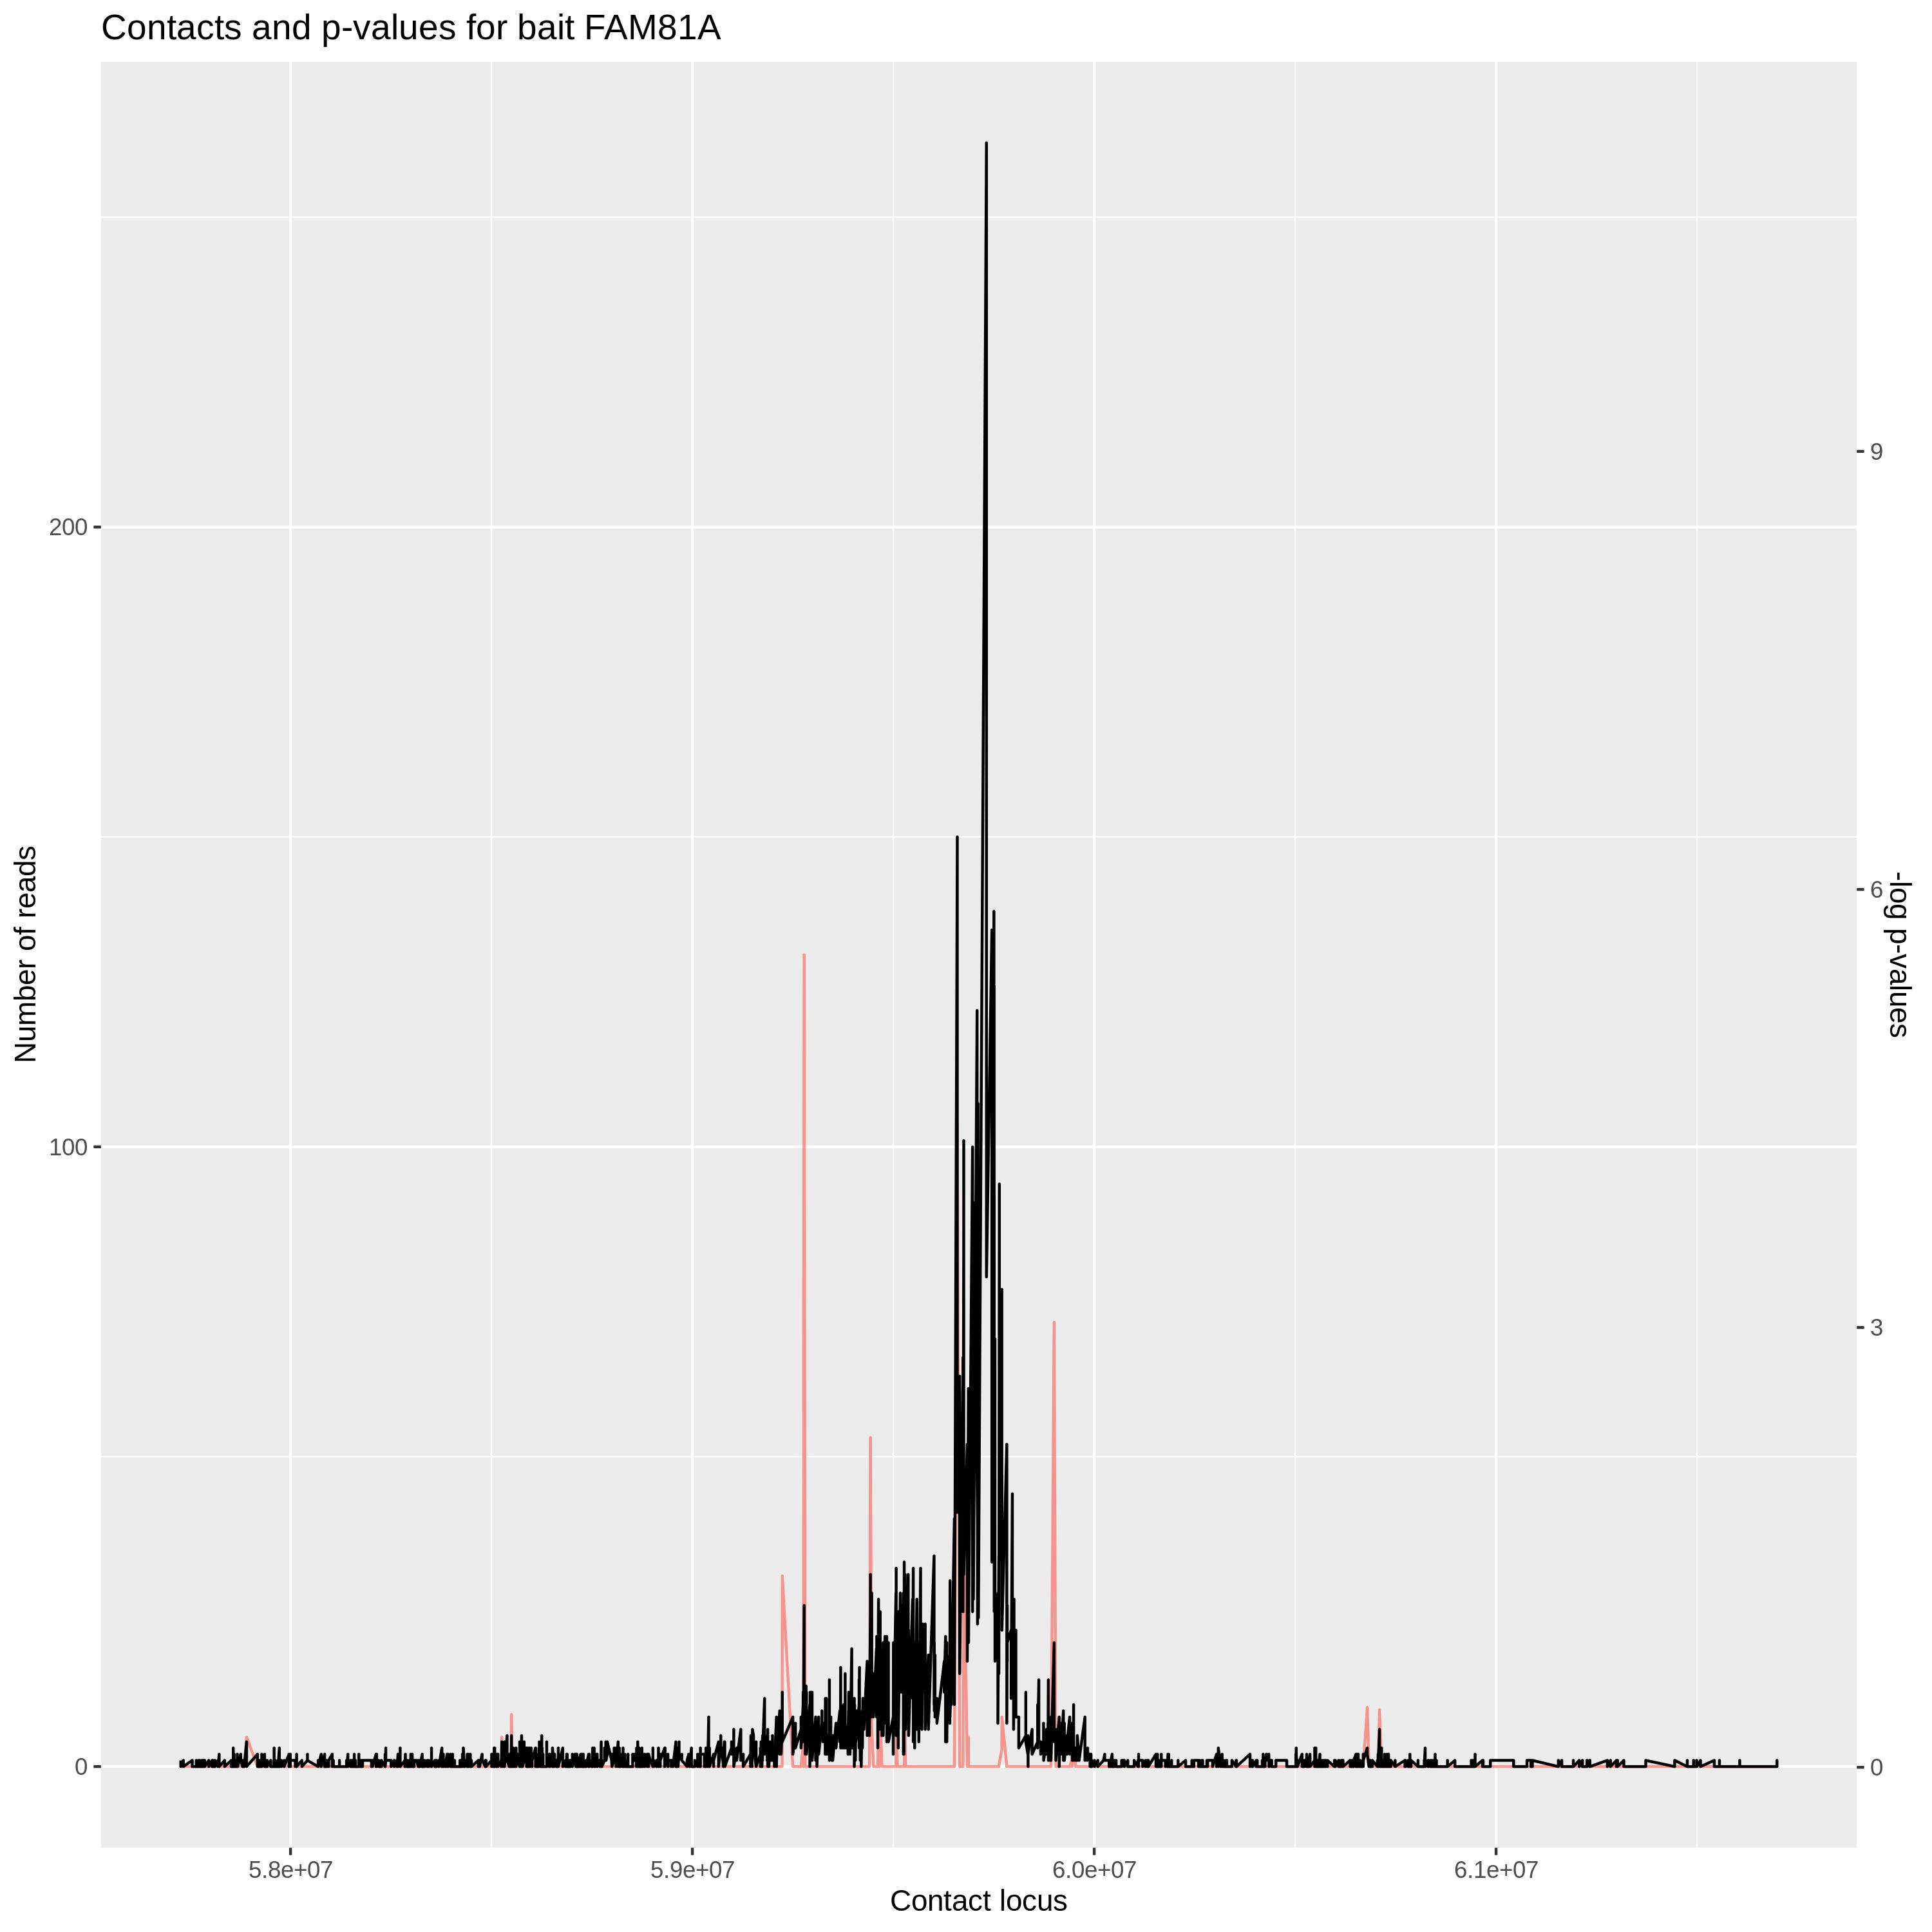 Contacts and p-values for bait FAM81A
Number of reads
200
100
0
9
6
3
0
-log p-values
5.8e+07
5.9e+07
6.0e+07
6.1e+07
Contact locus